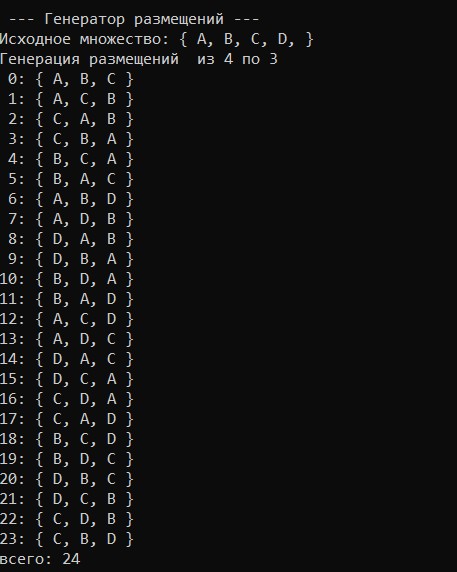 --- Генератор размещений ---
Исходное множество: { A, B, C, D, }
Генерация размещений  из 4 по 3
 0: { A, B, C }
 1: { A, C, B }
 2: { C, A, B }
 3: { C, B, A }
 4: { B, C, A }
 5: { B, A, C }
 6: { A, B, D }
 7: { A, D, B }
 8: { D, A, B }
 9: { D, B, A }
10: { B, D, A }
11: { B, A, D }
12: { A, C, D }
13: { A, D, C }
14: { D, A, C }
15: { D, C, A }
16: { C, D, A }
17: { C, A, D }
18: { B, C, D }
19: { B, D, C }
20: { D, B, C }
21: { D, C, B }
22: { C, D, B }
23: { C, B, D }
всего: 24